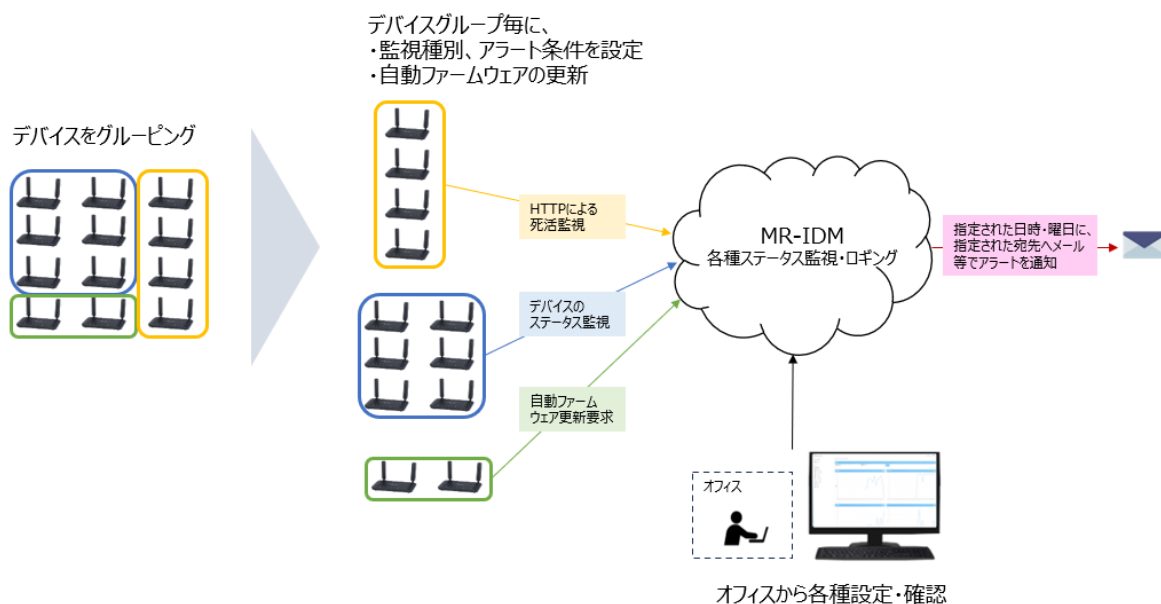 デバイスグループ毎に、
・監視種別、アラート条件を設定
・自動ファームウェアの更新
デバイスをグルーピング
HTTPによる
死活監視
MR-IDM
各種ステータス監視・ロギング
指定された日時・曜日に、
指定された宛先へメール
等でアラートを通知
デバイスの
ステータス監視
自動ファーム
ウェア更新要求
オフィス
オフィスから各種設定・確認